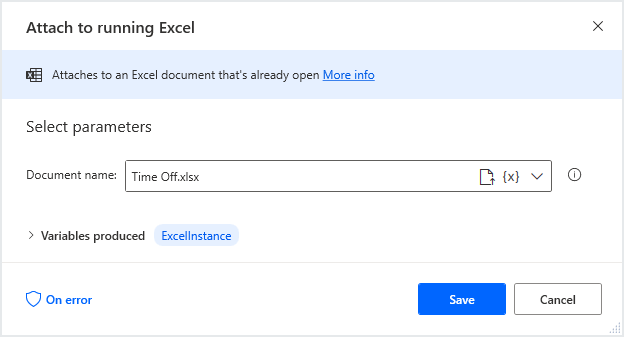 Attach to running Excel
Attaches to an Excel document that's already open More info
Select parameters
Document name: Time Off.xlsx {x}
Variables produced ExcelInstance
On error Save Cancel